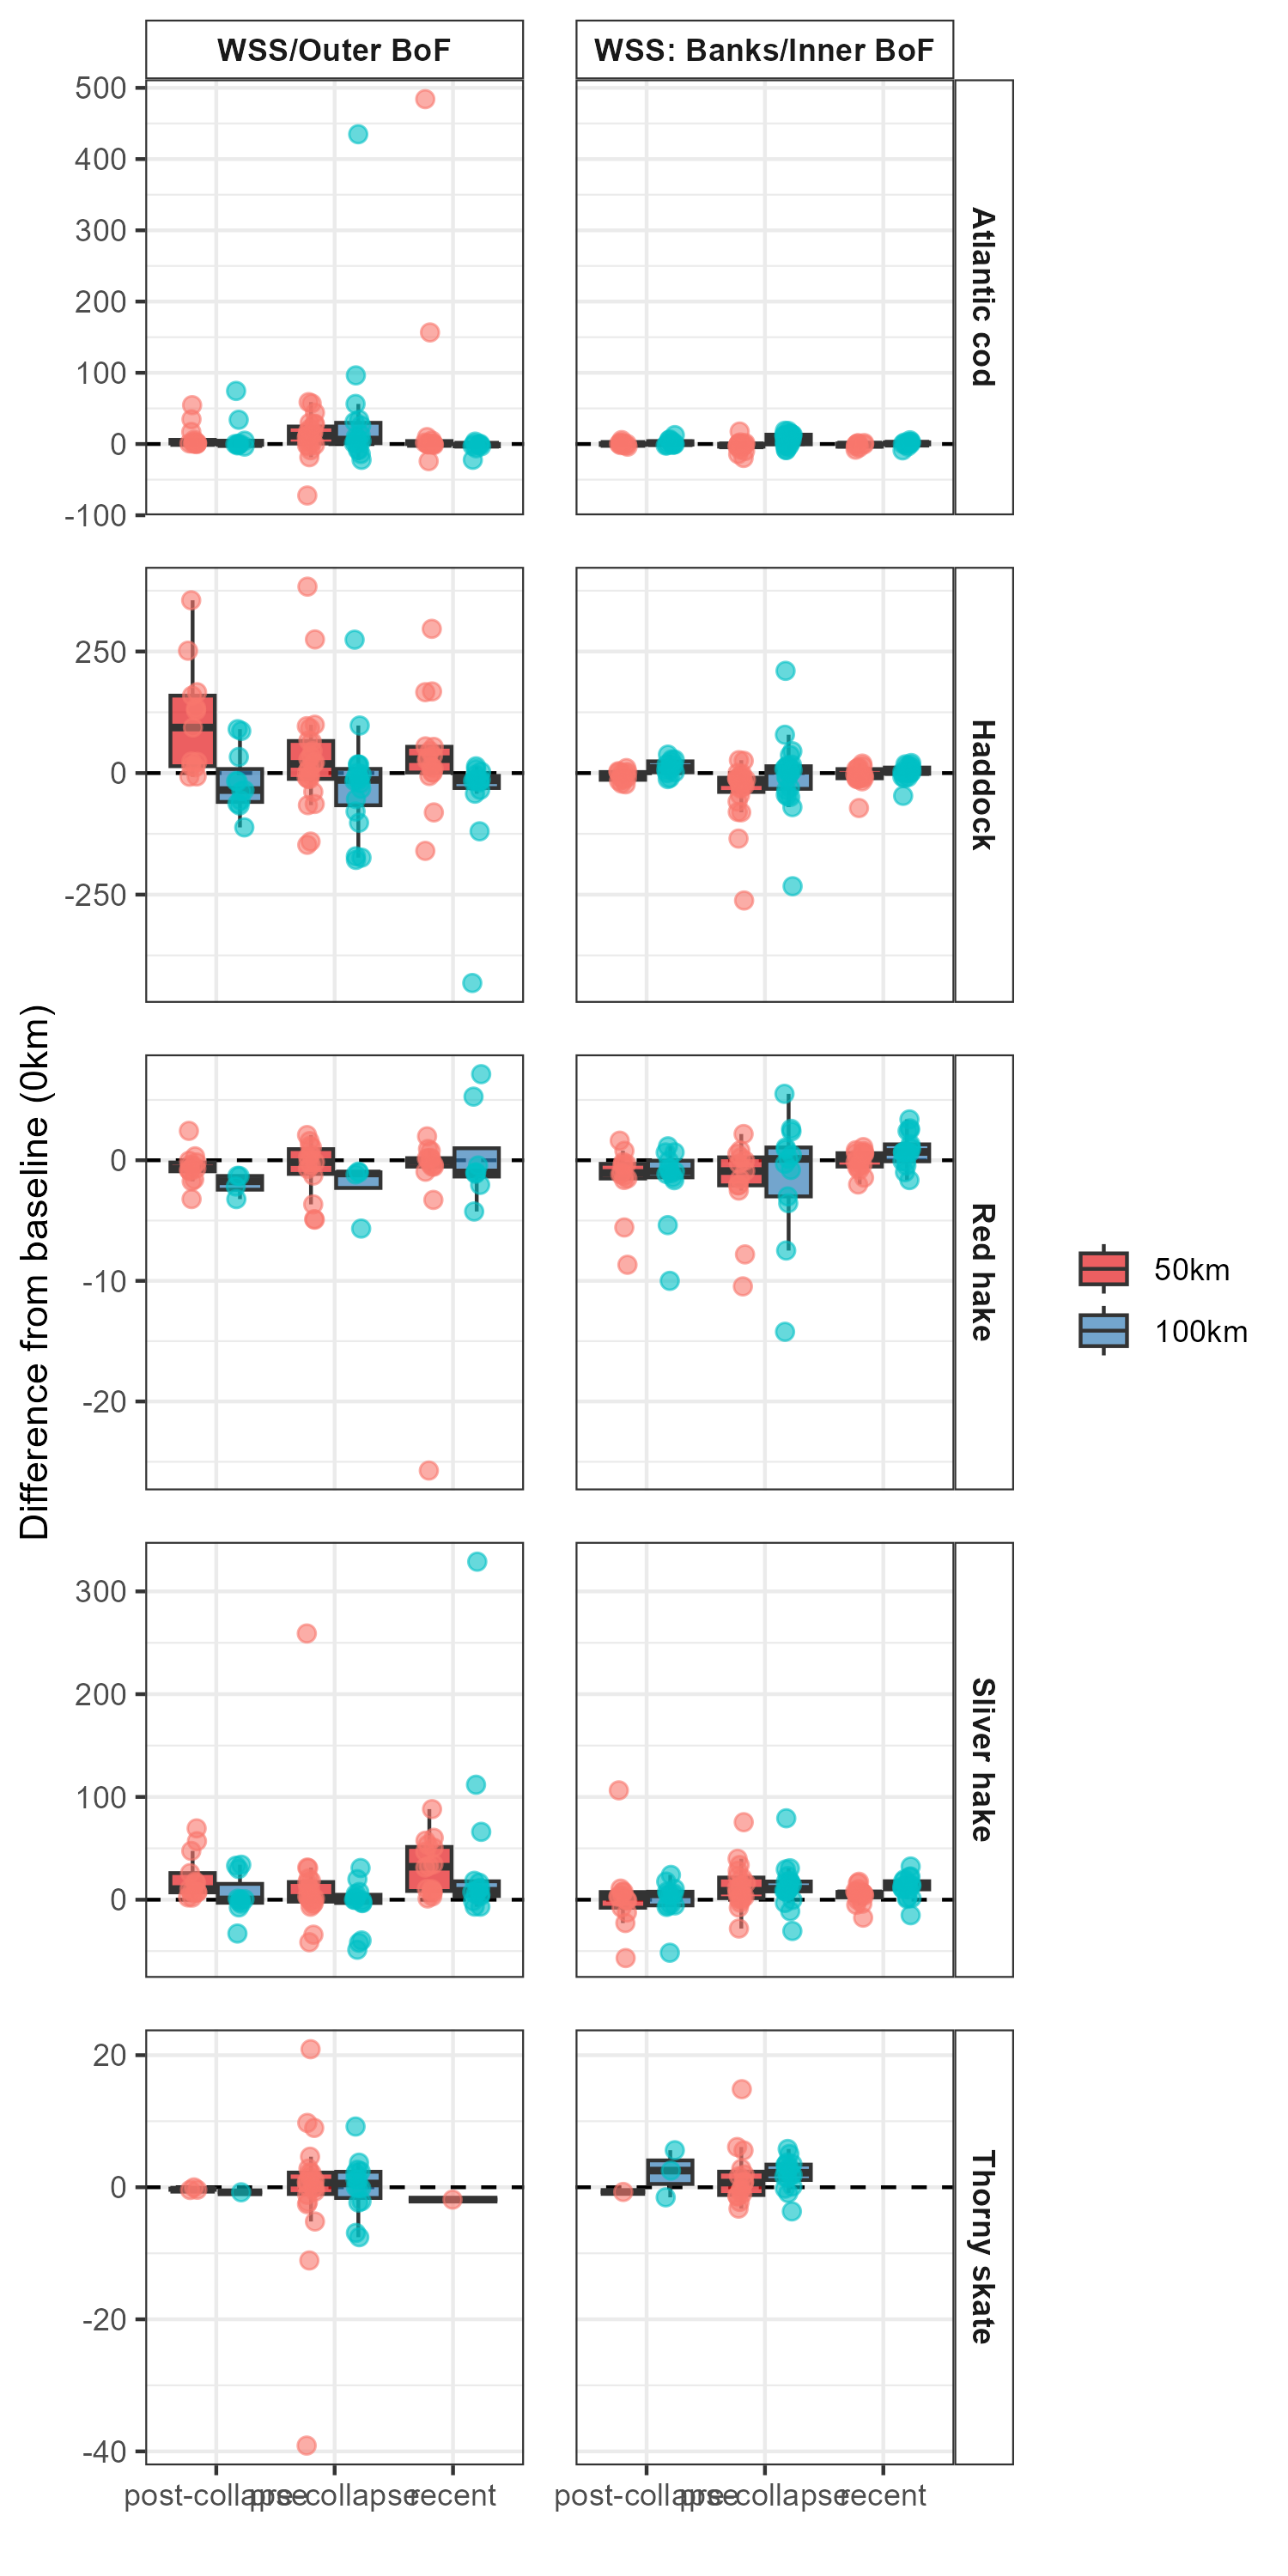 WSS/Outer BoF
WSS: Banks/Inner BoF
500
400
300
200
100
0
-100
Atlantic cod
250
0
-250
Haddock
0
-10
-20
Red hake
300
200
100
0
Sliver hake
20
0
-20
-40
Thorny skate
post-collapse
pre-collapse
recent
post-collapse
pre-collapse
recent
Difference from baseline (0km)
50km
100km